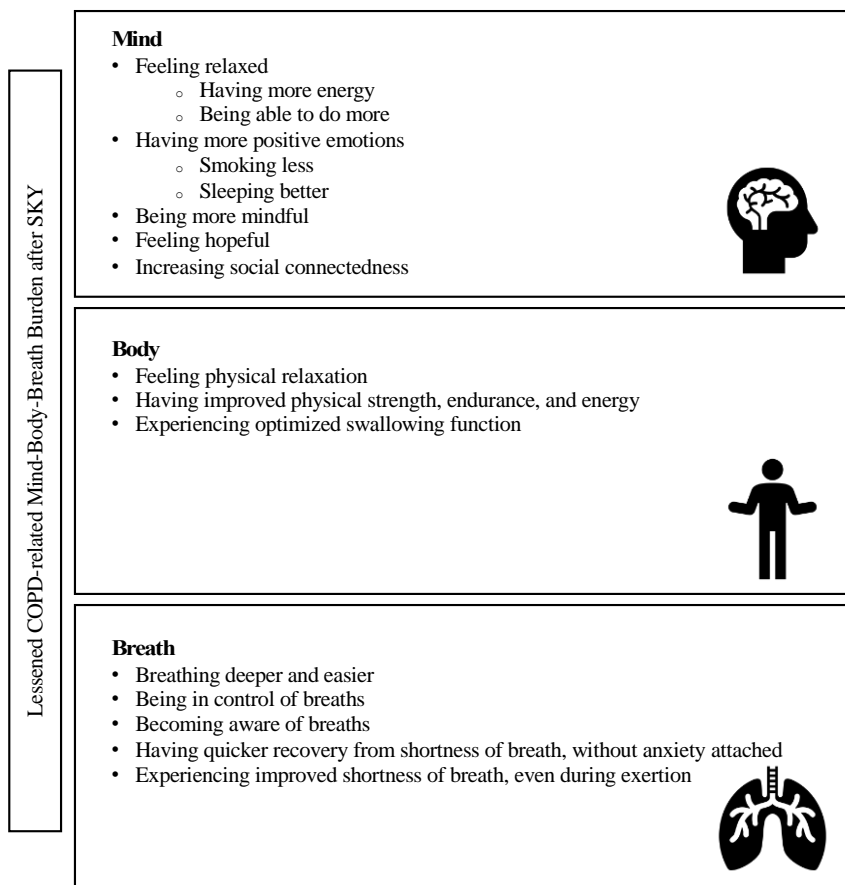 Lessened COPD-related Mind-Body-Breath Burden after SKY
Mind
• Feeling relaxed
o Having more energy
o Being able to do more
• Having more positive emotions
o Smoking less
o Sleeping better
• Being more mindful
• Feeling hopeful
• Increasing social connectedness
Body
• Feeling physical relaxation
• Having improved physical strength, endurance, and energy
• Experiencing optimized swallowing function
Breath
• Breathing deeper and easier
• Being in control of breaths
• Becoming aware of breaths
• Having quicker recovery from shortness of breath, without anxiety attached
• Experiencing improved shortness of breath, even during exertion